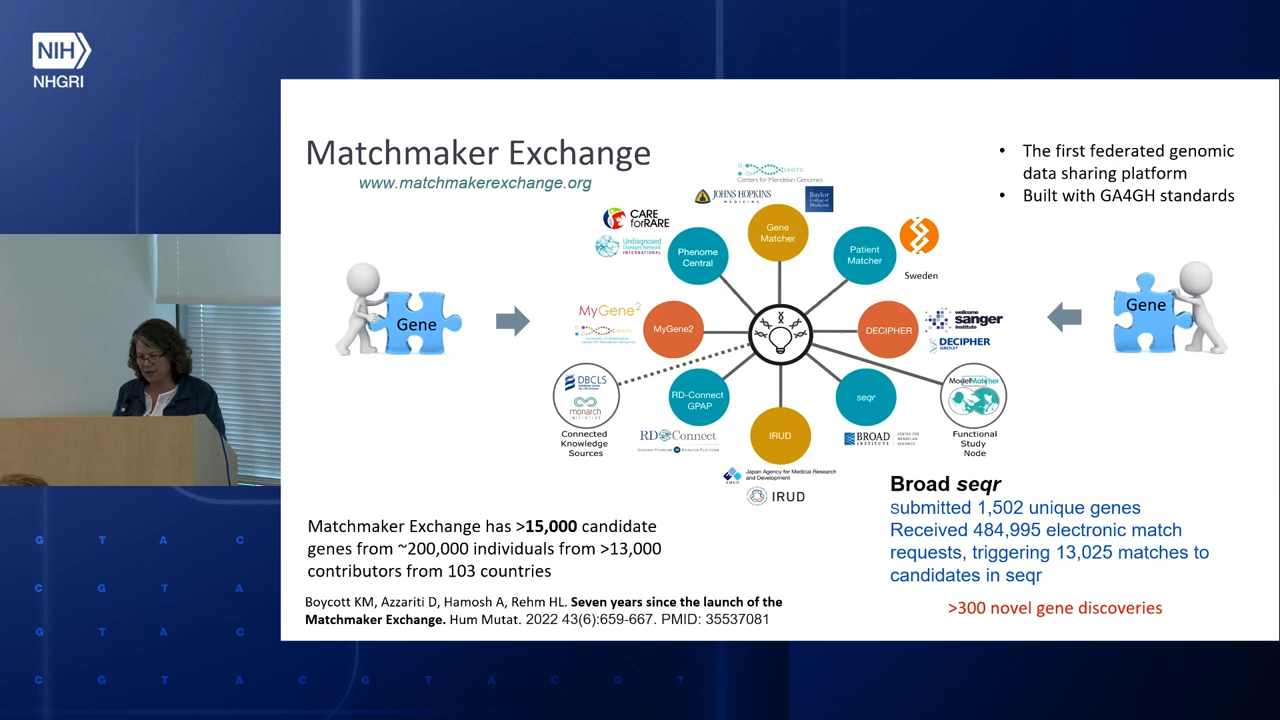 NIH
NHGRI
Matchmaker Exchange
www.matchmakerexchange.org
• The first federated genomic
data sharing platform
• Built with GA4GH standards
Centers for Mendelian Genomics
JOHNS HOPKINS
MEDICINE
Baylor
College of
Medicine
CARE
forRARE
Undiagnosed
Diseases Network
INTERNATIONAL
Phenome
Central
Gene
Matcher
Patient
Matcher
Sweden
Gene
Gene
MyGene2
MyGene2
DECIPHER
wellcome
sanger
institute
DECIPHER
DBCLS
MONARCH
INITIATIVE
Connected
Knowledge
Sources
RD-Connect
GPAP
RD Connect
IRUD
seqr
BROAD
INSTITUTE
CENTER FOR
MENDELIAN
GENOMICS
ModelMatcher
Functional
Study
Node
AMED
Japan Agency for Medical Research
and Development
IRUD
Matchmaker Exchange has >15,000 candidate
genes from ~200,000 individuals from >13,000
contributors from 103 countries
Broad seqr
submitted 1,502 unique genes
Received 484,995 electronic match
requests, triggering 13,025 matches to
candidates in seqr
>300 novel gene discoveries
Boycott KM, Azzariti D, Hamosh A, Rehm HL. Seven years since the launch of the
Matchmaker Exchange. Hum Mutat. 2022 43(6):659-667. PMID: 35537081
G T A C
C G T A
G T A C
C G T A C G T A C G T